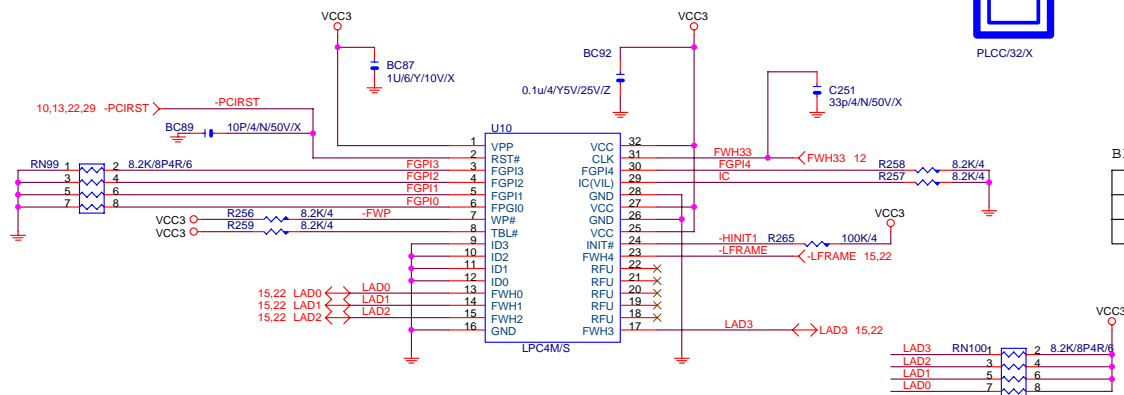 VCC3
VCC3
PLCC/32/X
BC87
1U/6/Y/10V/X
BC92
0.1u/4/Y5V/25V/Z
C251
33p/4/N/50V/X
10,13,22,29 -PCIRST
-PCIRST
BC89 10P/4/N/50V/X
U10
1 VPP
2 RST#
3 FGPI3
4 FGPI2
5 FGPI1
6 FPGI0
7 WP#
8 TBL#
9 ID3
10 ID2
11 ID1
12 ID0
13 FWH0
14 FWH1
15 FWH2
16 GND
VCC 32
CLK 31
FGPI4 30
IC(VIL) 29
GND 28
VCC 27
GND 26
VCC 25
INIT# 24
FWH4 23
RFU 22
RFU 21
RFU 20
RFU 19
RFU 18
FWH3 17
LPC4M/S
RN99 1 2 8.2K/8P4R/6
3 4
5 6
7 8
FGPI3
FGPI2
FGPI1
FGPI0
VCC3 R256 8.2K/4 -FWP
VCC3 R259 8.2K/4
15,22 LAD0 LAD0
15,22 LAD1 LAD1
15,22 LAD2 LAD2
FWH33 FWH33 12
FGPI4 R258 8.2K/4
IC R257 8.2K/4
VCC3
-HINIT1 R265 100K/4
-LFRAME -LFRAME 15,22
LAD3 LAD3 15,22
VCC3
LAD3 RN100 1 2 8.2K/8P4R/6
LAD2 3 4
LAD1 5 6
LAD0 7 8